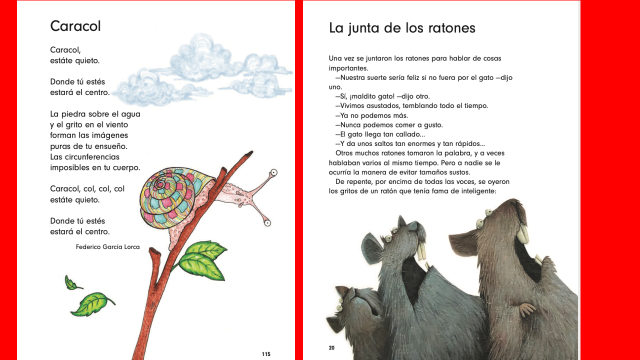 Caracol
Caracol,
estáte quieto.
Donde tú estés
estará el centro.
La piedra sobre el agua
y el grito en el viento
forman las imágenes
puras de tu ensueño.
Las circunferencias
imposibles en tu cuerpo.
Caracol, col, col, col
estáte quieto.
Donde tú estés
estará el centro.
Federico García Lorca
115
La junta de los ratones
Una vez se juntaron los ratones para hablar de cosas
importantes.
—Nuestra suerte sería feliz si no fuera por el gato —dijo
uno.
—Sí, ¡maldito gato! —dijo otro.
—Vivimos asustados, temblando todo el tiempo.
—Ya no podemos más.
—Nunca podemos comer a gusto.
—El gato llega tan callado...
—Y da unos saltos tan enormes y tan rápidos...
Otros muchos ratones tomaron la palabra, y a veces
hablaban varios al mismo tiempo. Pero a nadie se le
ocurría la manera de evitar tamaños sustos.
De repente, por encima de todas las voces, se oyeron
los gritos de un ratón que tenía fama de inteligente:
20